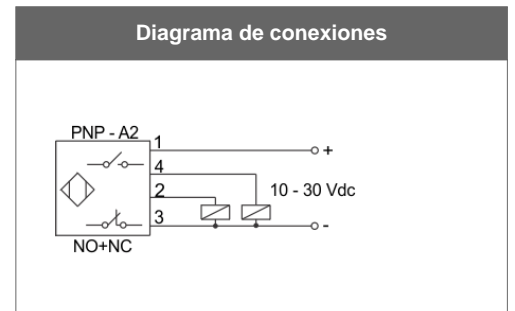 Diagrama de conexiones
PNP - A2
1
+
4
2
10 - 30 Vdc
3
-
NO+NC